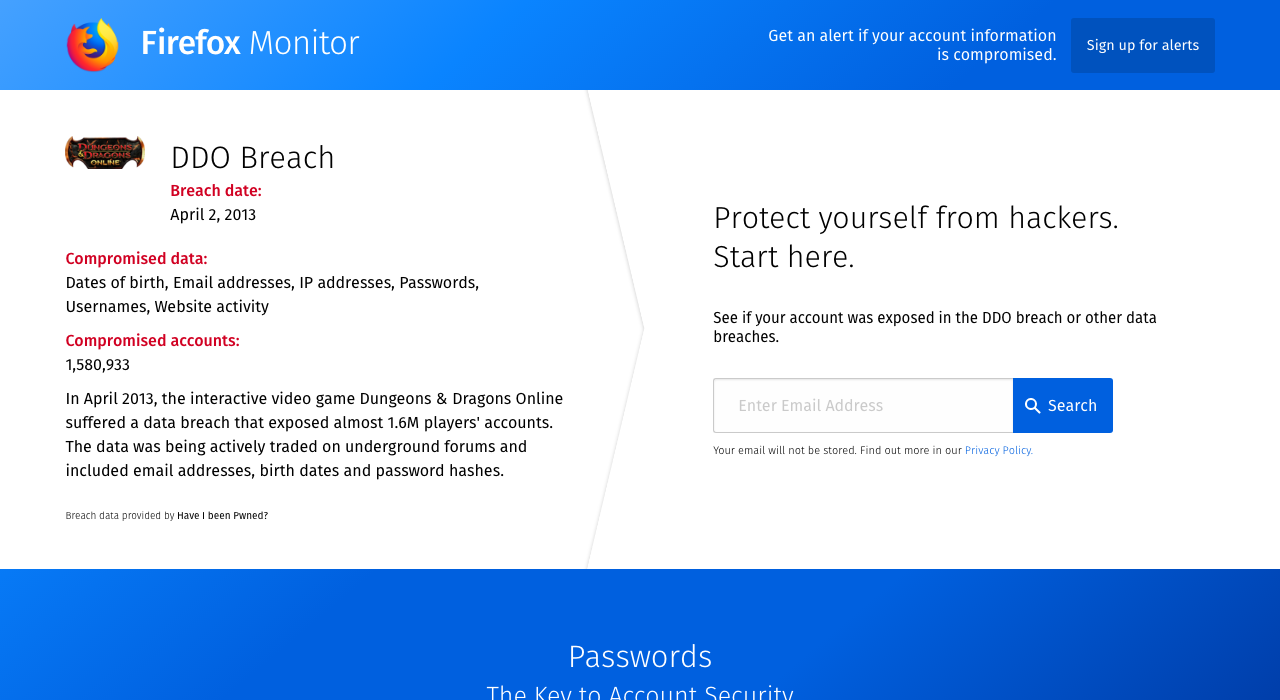 Firefox Monitor
Get an alert if your account information
is compromised.
Sign up for alerts
DUNGEONS
& DRAGONS
ONLINE
DDO Breach
Breach date:
April 2, 2013
Compromised data:
Dates of birth, Email addresses, IP addresses, Passwords,
Usernames, Website activity
Compromised accounts:
1,580,933
In April 2013, the interactive video game Dungeons & Dragons Online
suffered a data breach that exposed almost 1.6M players' accounts.
The data was being actively traded on underground forums and
included email addresses, birth dates and password hashes.
Breach data provided by Have I been Pwned?
Protect yourself from hackers.
Start here.
See if your account was exposed in the DDO breach or other data
breaches.
Enter Email Address
Search
Your email will not be stored. Find out more in our Privacy Policy.
Passwords
The Key to Account Security